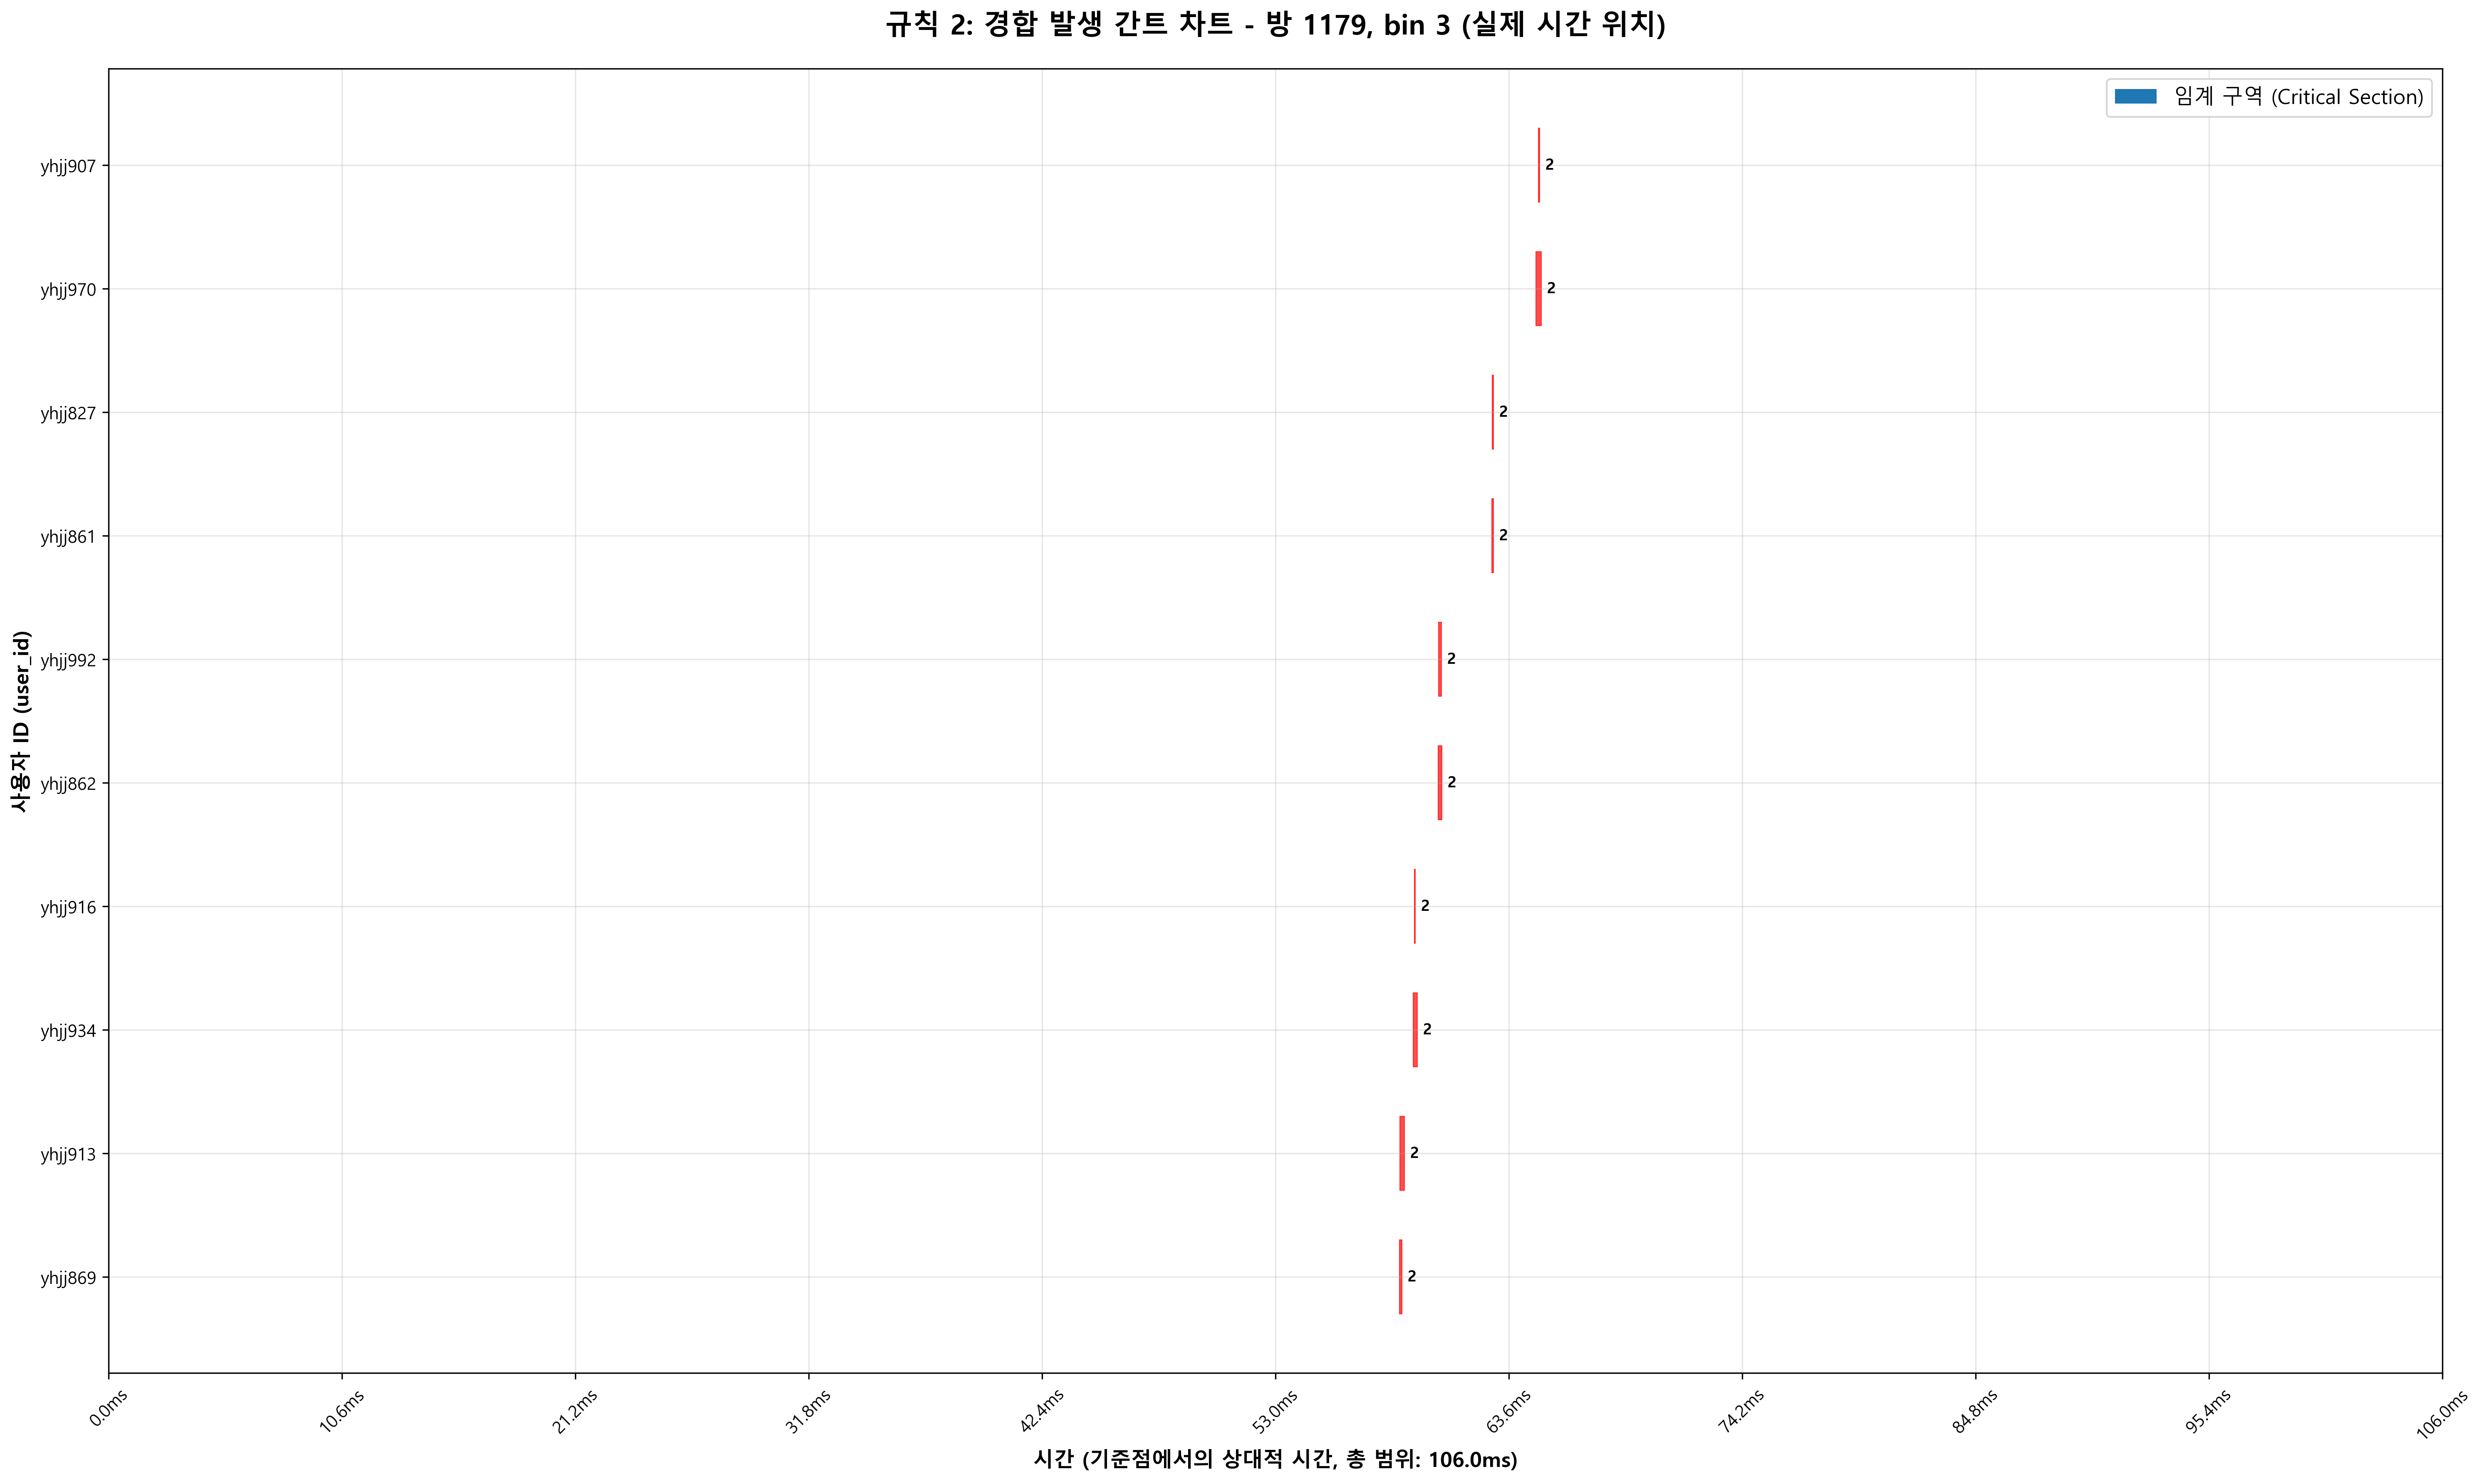 규칙 2: 경합 발생 간트 차트 - 방 1179, bin 3 (실제 시간 위치)
임계 구역 (Critical Section)
사용자 ID (user_id)
yhjj907
2
yhjj970
2
yhjj827
2
yhjj861
2
yhjj992
2
yhjj862
2
yhjj916
2
yhjj934
2
yhjj913
2
yhjj869
2
0.0ms
10.6ms
21.2ms
31.8ms
42.4ms
53.0ms
63.6ms
74.2ms
84.8ms
95.4ms
106.0ms
시간 (기준점에서의 상대적 시간, 총 범위: 106.0ms)